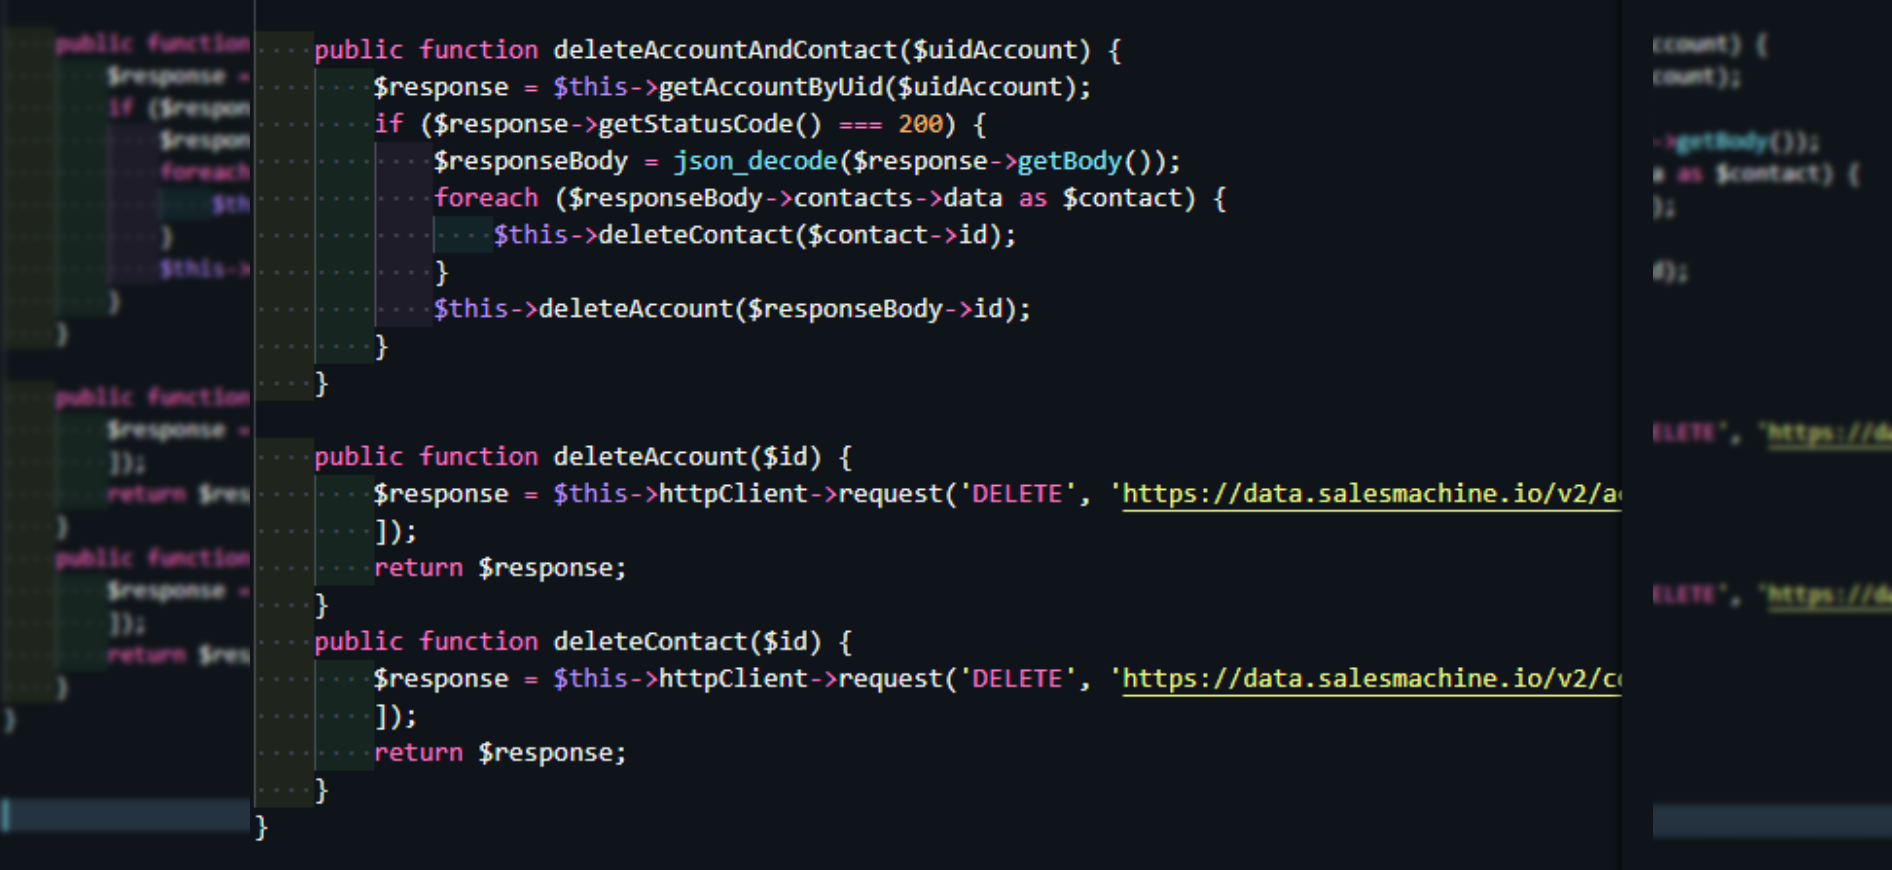 public function deleteAccountAndContact($uidAccount) {
$response = $this->getAccountByUid($uidAccount);
if ($response->getStatusCode() === 200) {
$responseBody = json_decode($response->getBody());
foreach ($responseBody->contacts->data as $contact) {
$this->deleteContact($contact->id);
}
$this->deleteAccount($responseBody->id);
}
}
public function deleteAccount($id) {
$response = $this->httpClient->request('DELETE', 'https://data.salesmachine.io/v2/a
]);
return $response;
}
public function deleteContact($id) {
$response = $this->httpClient->request('DELETE', 'https://data.salesmachine.io/v2/c
]);
return $response;
}
}